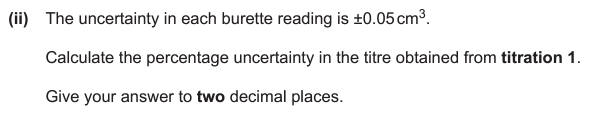 (ii) The uncertainty in each burette reading is ±0.05 cm³.
Calculate the percentage uncertainty in the titre obtained from titration 1.
Give your answer to two decimal places.